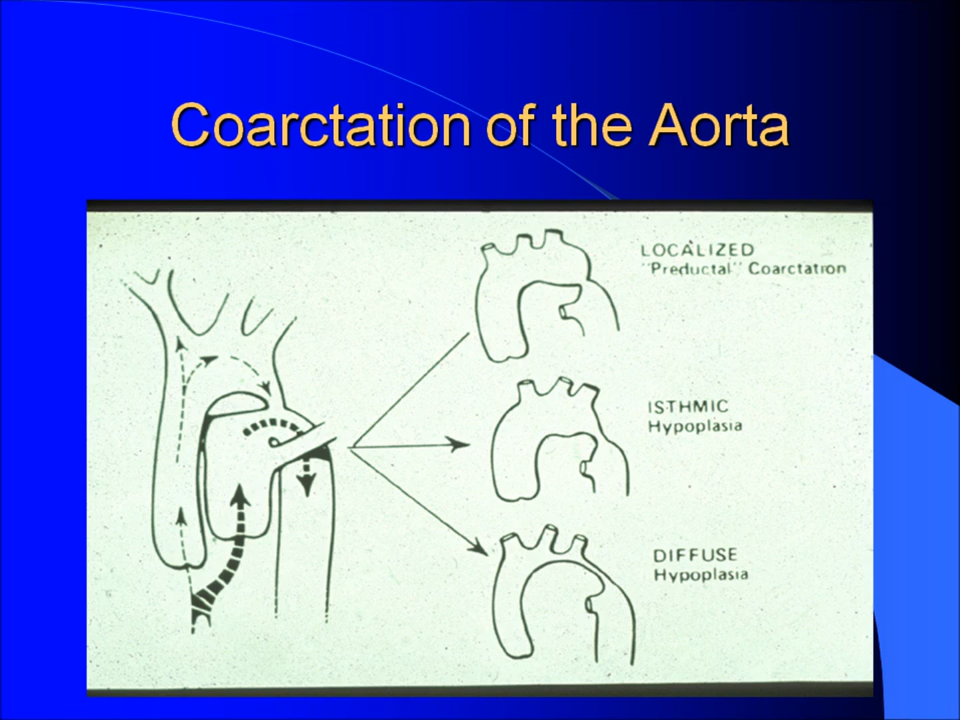 Coarctation of the Aorta
LOCALIZED
"Preductal" Coarctation
ISTHMIC
Hypoplasia
DIFFUSE
Hypoplasia